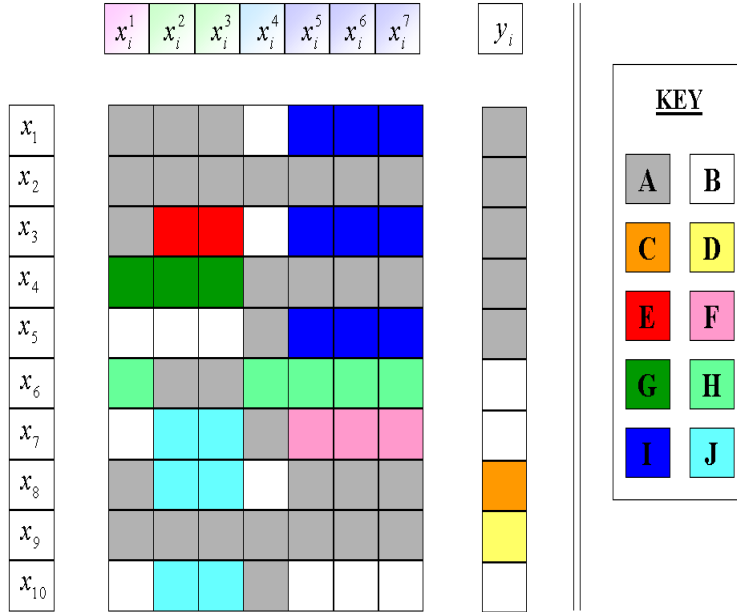 x_i^1 x_i^2 x_i^3 x_i^4 x_i^5 x_i^6 x_i^7 y_i
KEY
x_1
x_2
x_3
x_4
x_5
x_6
x_7
x_8
x_9
x_10
A B
C D
E F
G H
I J